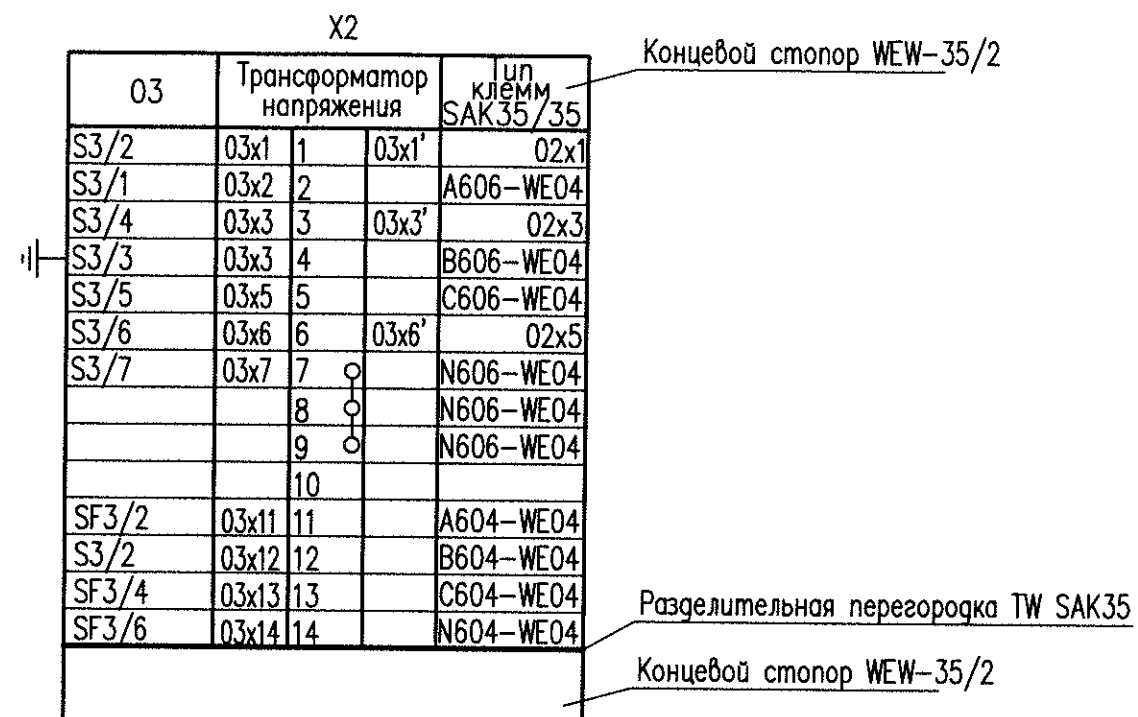 X2
Концевой стопор WEW-35/2
03 Трансформатор напряжения Тип клемм SAK35/35
S3/2 03x1 1 03x1' 02x1
S3/1 03x2 2 A606-WE04
S3/4 03x3 3 03x3' 02x3
S3/3 03x3 4 B606-WE04
S3/5 03x5 5 C606-WE04
S3/6 03x6 6 03x6' 02x5
S3/7 03x7 7 N606-WE04
8 N606-WE04
9 N606-WE04
10
SF3/2 03x11 11 A604-WE04
S3/2 03x12 12 B604-WE04
SF3/4 03x13 13 C604-WE04
SF3/6 03x14 14 N604-WE04
Разделительная перегородка TW SAK35
Концевой стопор WEW-35/2